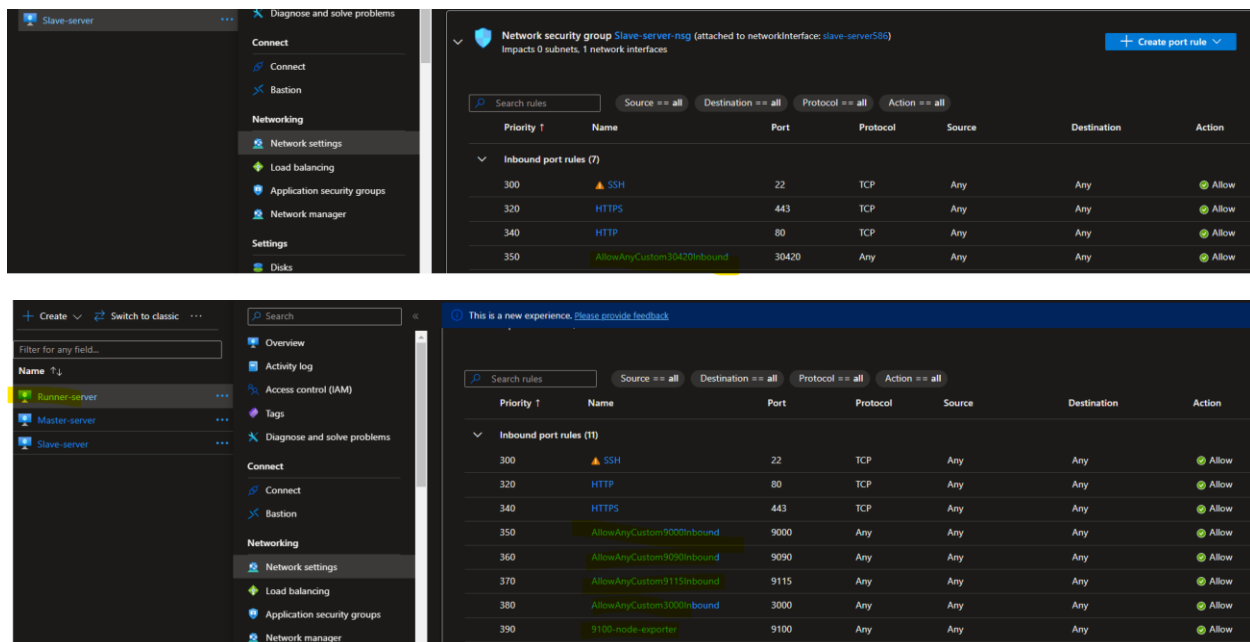 Slave-server ...
Diagnose and solve problems
Connect
Connect
Bastion
Networking
Network settings
Load balancing
Application security groups
Network manager
Settings
Disks
Network security group Slave-server-nsg (attached to networkInterface: slave-server586)
Impacts 0 subnets, 1 network interfaces
+ Create port rule
Search rules Source == all Destination == all Protocol == all Action == all
Priority ↑ Name Port Protocol Source Destination Action
Inbound port rules (7)
300 SSH 22 TCP Any Any Allow
320 HTTPS 443 TCP Any Any Allow
340 HTTP 80 TCP Any Any Allow
350 AllowAnyCustom30420Inbound 30420 Any Any Any Allow
+ Create Switch to classic ...
Filter for any field...
Name ↑↓
Runner-server ...
Master-server ...
Slave-server ...
Search «
Overview
Activity log
Access control (IAM)
Tags
Diagnose and solve problems
Connect
Connect
Bastion
Networking
Network settings
Load balancing
Application security groups
Network manager
This is a new experience. Please provide feedback
Search rules Source == all Destination == all Protocol == all Action == all
Priority ↑ Name Port Protocol Source Destination Action
Inbound port rules (11)
300 SSH 22 TCP Any Any Allow
320 HTTP 80 TCP Any Any Allow
340 HTTPS 443 TCP Any Any Allow
350 AllowAnyCustom9000Inbound 9000 Any Any Any Allow
360 AllowAnyCustom9090Inbound 9090 Any Any Any Allow
370 AllowAnyCustom9115Inbound 9115 Any Any Any Allow
380 AllowAnyCustom3000Inbound 3000 Any Any Any Allow
390 9100-node-exporter 9100 Any Any Any Allow